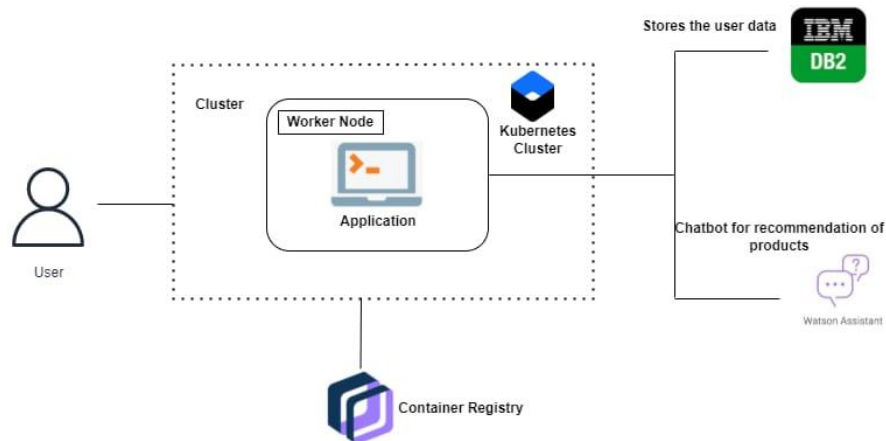 Stores the user data
IBM
DB2
Cluster
Worker Node
Kubernetes
Cluster
Application
User
Chatbot for recommendation of
products
?
Watson Assistant
Container Registry